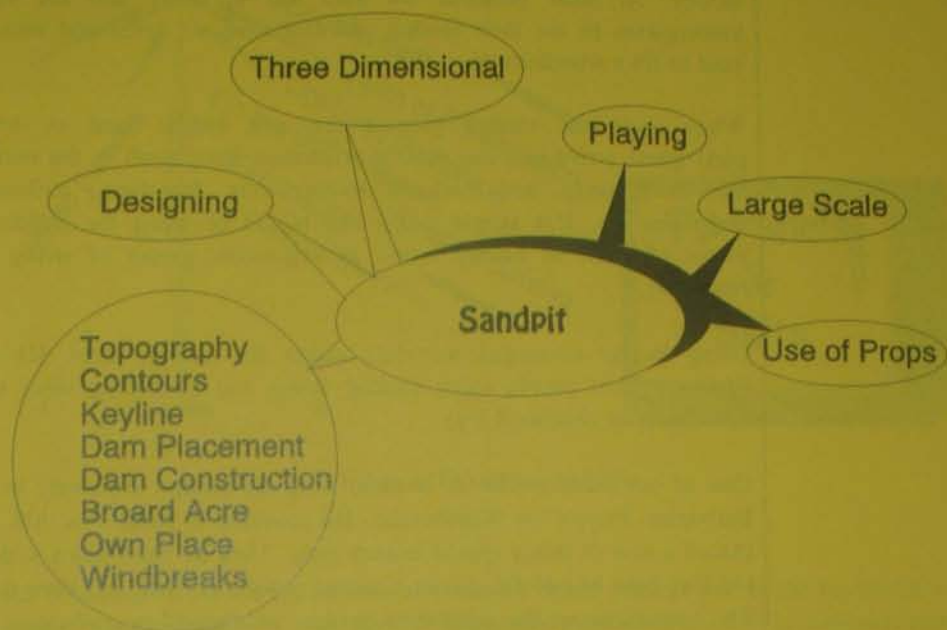 Three Dimensional
Playing
Designing
Large Scale
Sandpit
Use of Props
Topography
Contours
Keyline
Dam Placement
Dam Construction
Broard Acre
Own Place
Windbreaks